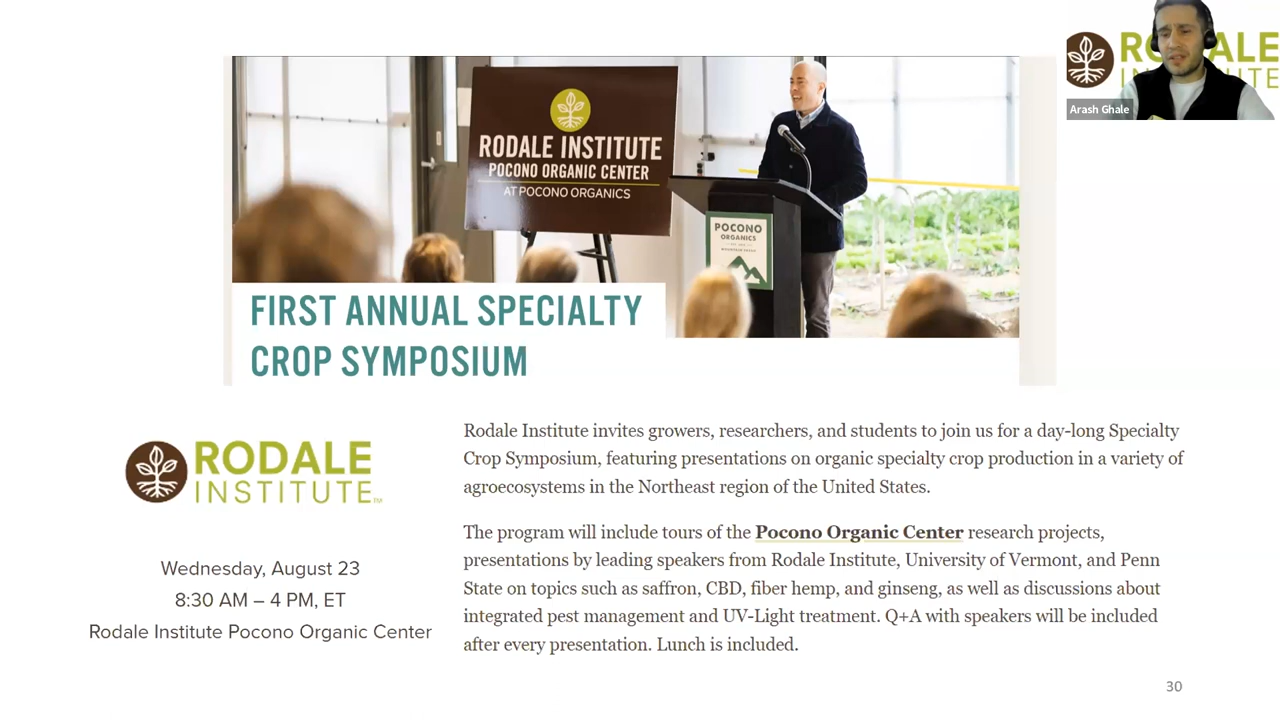 RODALE
INSTITUTE
Arash Ghale
RODALE INSTITUTE
POCONO ORGANIC CENTER
AT POCONO ORGANICS
POCONO
ORGANICS
FIRST ANNUAL SPECIALTY
CROP SYMPOSIUM
RODALE
INSTITUTE™
Wednesday, August 23
8:30 AM – 4 PM, ET
Rodale Institute Pocono Organic Center
Rodale Institute invites growers, researchers, and students to join us for a day-long Specialty
Crop Symposium, featuring presentations on organic specialty crop production in a variety of
agroecosystems in the Northeast region of the United States.
The program will include tours of the Pocono Organic Center research projects,
presentations by leading speakers from Rodale Institute, University of Vermont, and Penn
State on topics such as saffron, CBD, fiber hemp, and ginseng, as well as discussions about
integrated pest management and UV-Light treatment. Q+A with speakers will be included
after every presentation. Lunch is included.
30